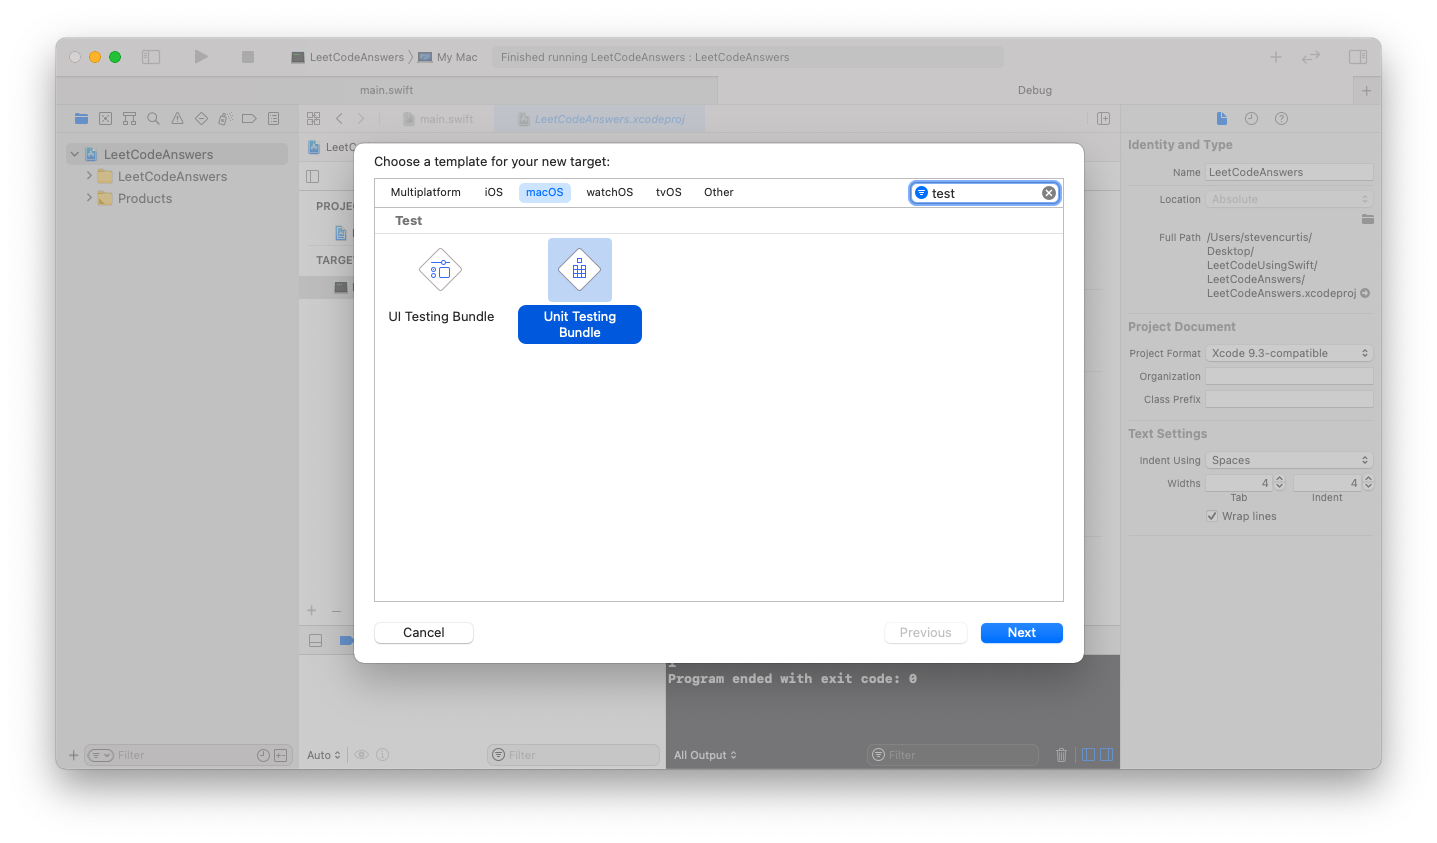 LeetCodeAnswers
My Mac
Finished running LeetCodeAnswers : LeetCodeAnswers
main.swift
Debug
main.swift
LeetCodeAnswers.xcodeproj
LeetCodeAnswers
LeetCodeAnswers
Products
Choose a template for your new target:
Multiplatform
iOS
macOS
watchOS
tvOS
Other
test
Test
UI Testing Bundle
Unit Testing
Bundle
Cancel
Previous
Next
Identity and Type
Name LeetCodeAnswers
Location Absolute
Full Path /Users/stevencurtis/
Desktop/
LeetCodeUsingSwift/
LeetCodeAnswers/
LeetCodeAnswers.xcodeproj
Project Document
Project Format Xcode 9.3-compatible
Organization
Class Prefix
Text Settings
Indent Using Spaces
Widths 4 4
Tab Indent
Wrap lines
Program ended with exit code: 0
Filter
Auto
Filter
All Output
Filter